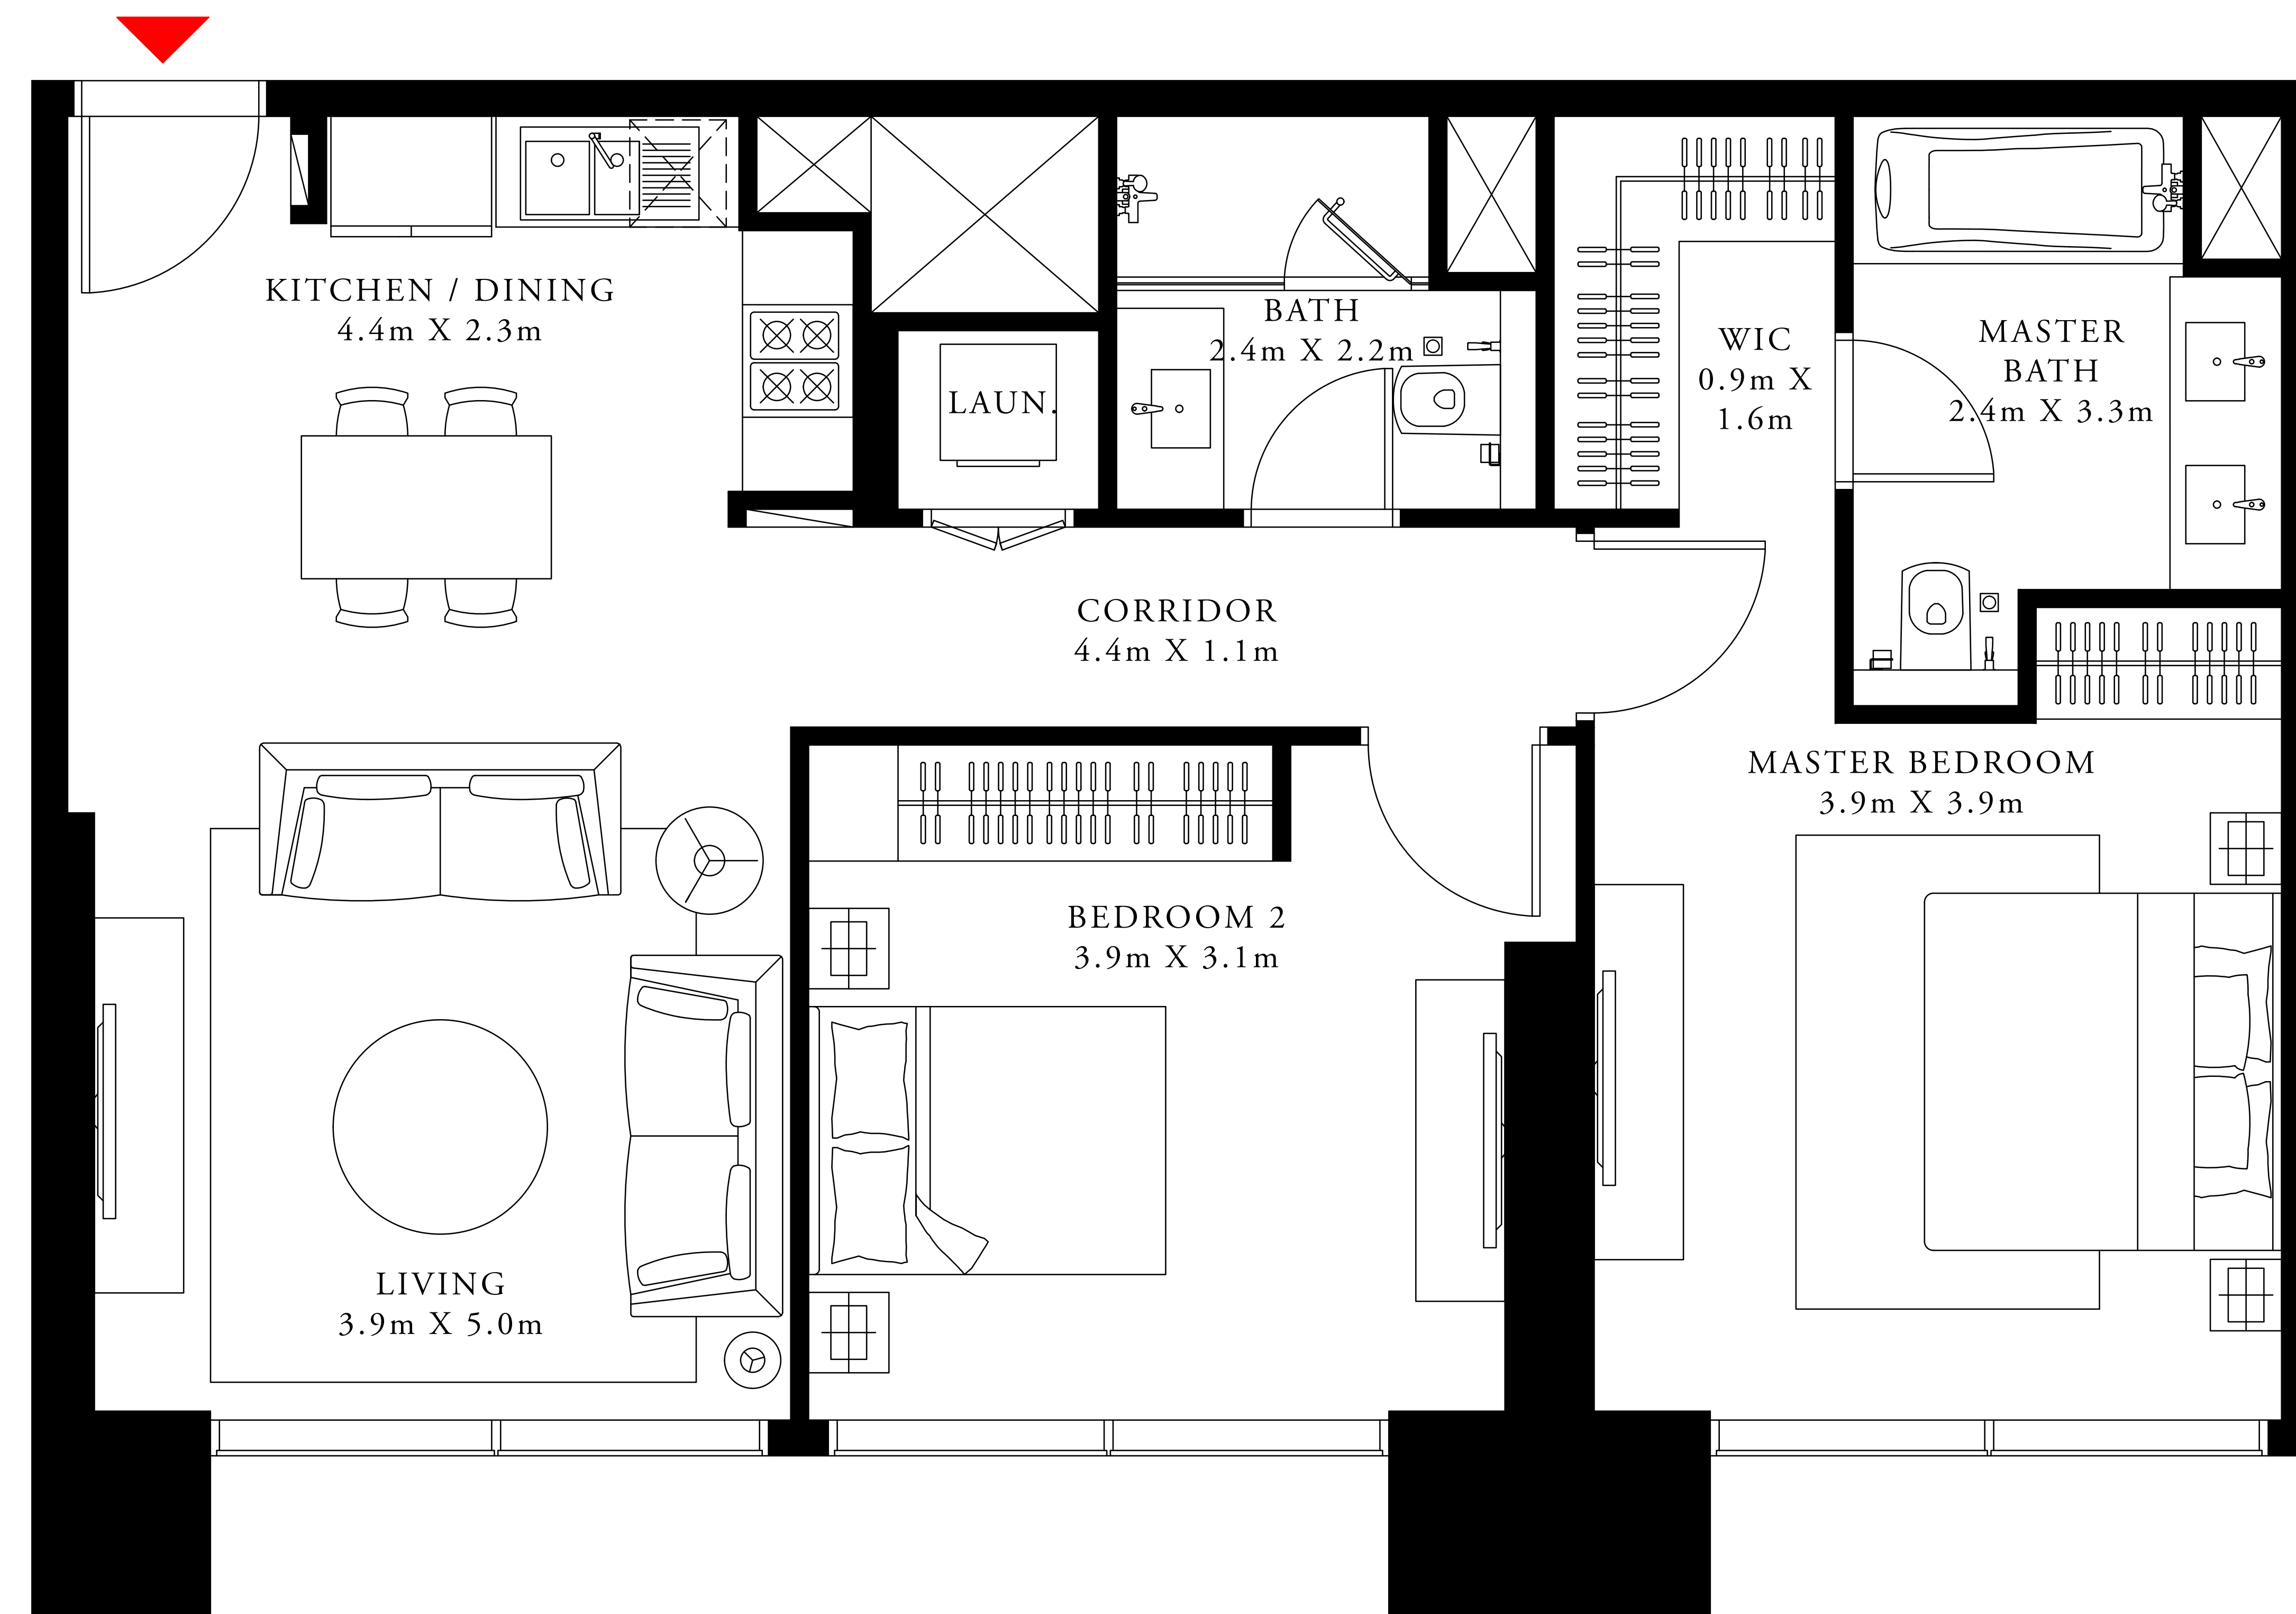 KITCHEN / DINING
4.4m X 2.3m
LAUN.
BATH
2.4m X 2.2m
WIC
0.9m X
1.6m
MASTER
BATH
2.4m X 3.3m
CORRIDOR
4.4m X 1.1m
MASTER BEDROOM
3.9m X 3.9m
BEDROOM 2
3.9m X 3.1m
LIVING
3.9m X 5.0m